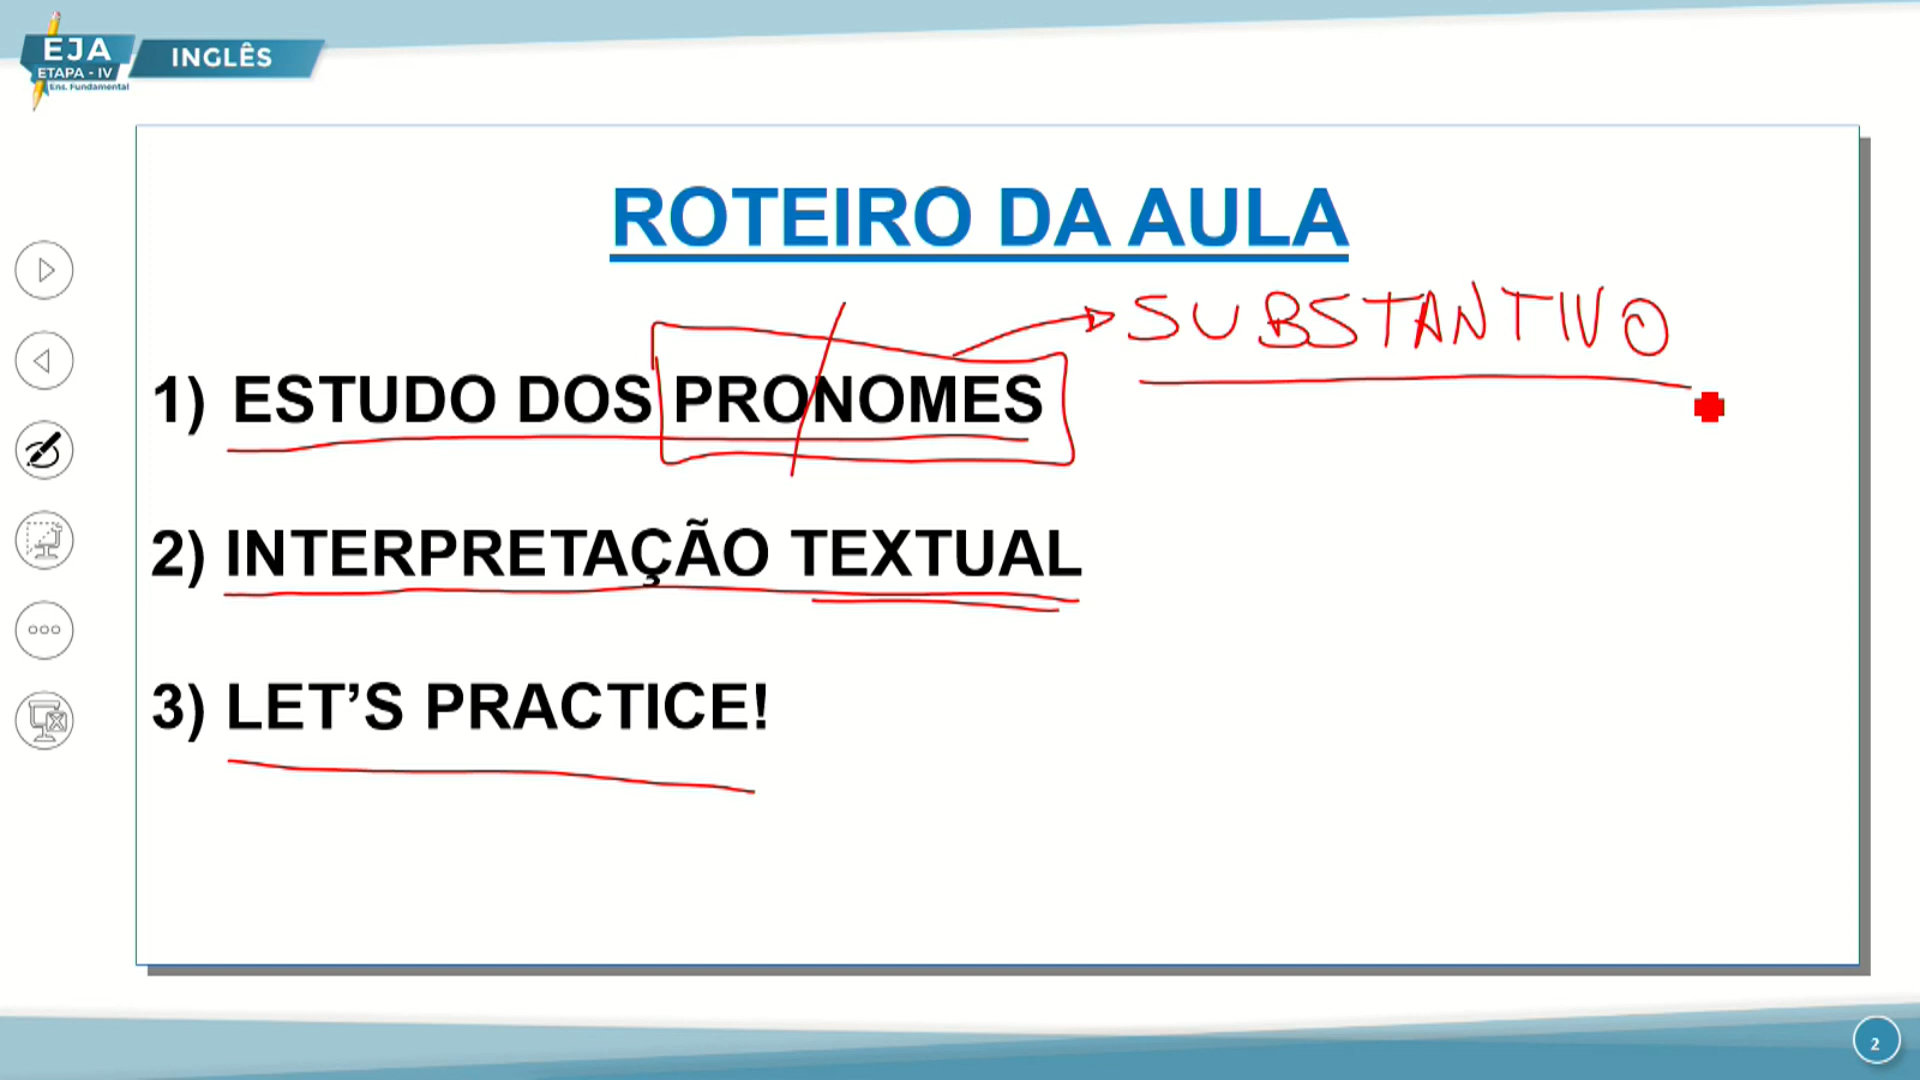 EJA
ETAPA - IV
Ens. Fundamental
INGLÊS
ROTEIRO DA AULA
SUBSTANTIVO
1) ESTUDO DOS PRONOMES
2) INTERPRETAÇÃO TEXTUAL
3) LET’S PRACTICE!
2